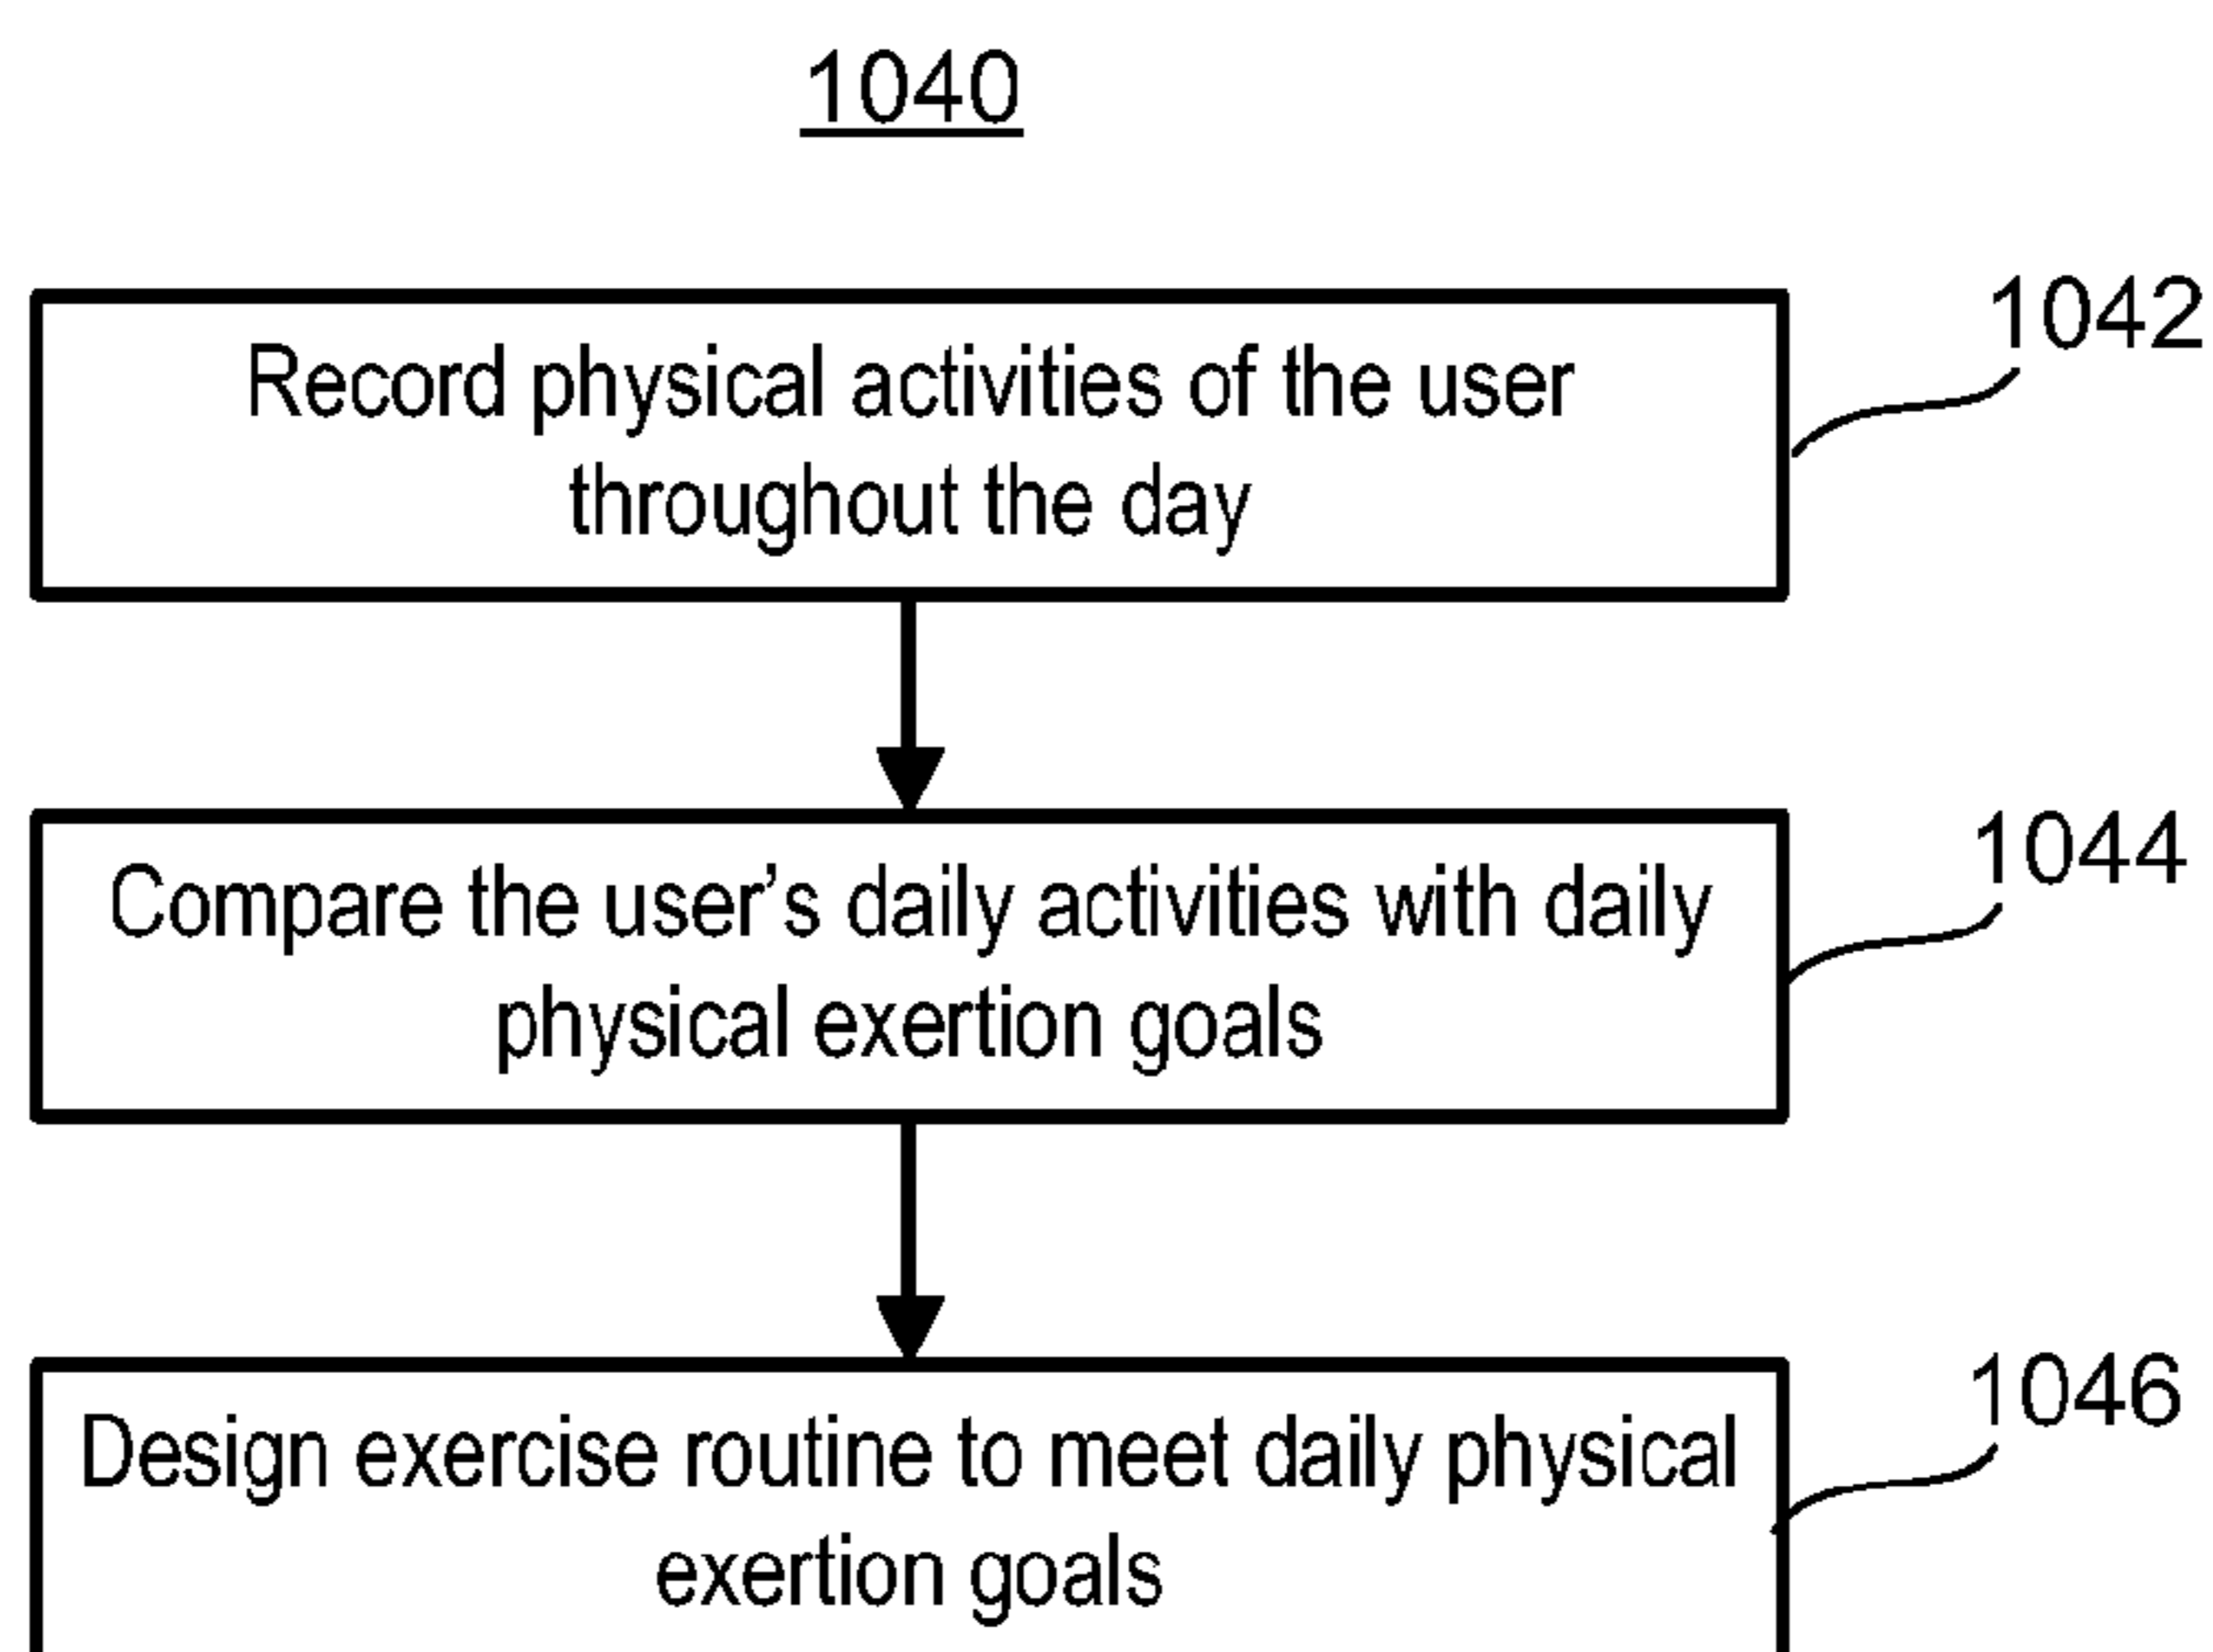 1040
1042
Record physical activities of the user
throughout the day
1044
Compare the user’s daily activities with daily
physical exertion goals
1046
Design exercise routine to meet daily physical
exertion goals